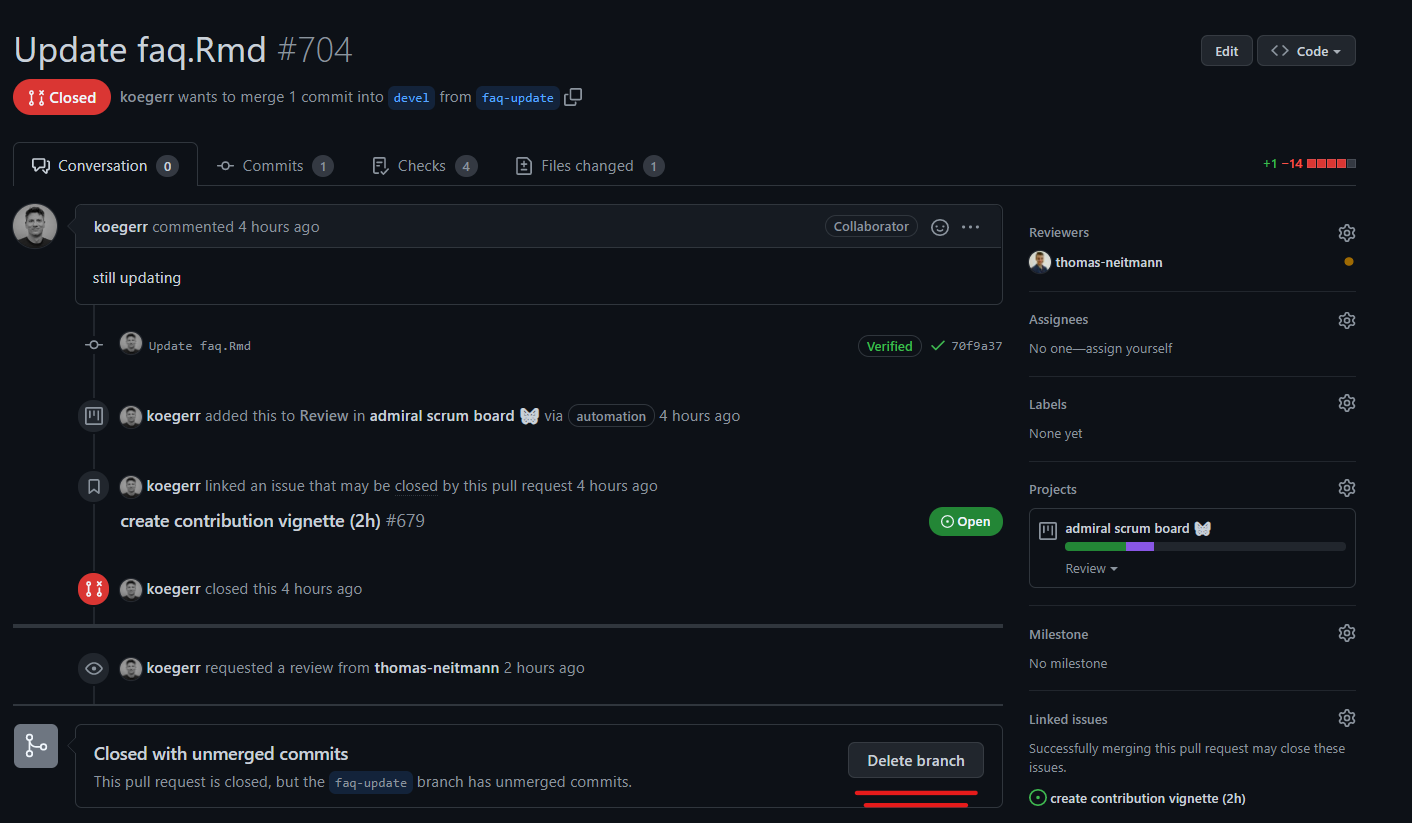 Update faq.Rmd #704
Edit
<> Code
Closed
koegerr wants to merge 1 commit into devel from faq-update
Conversation 0
Commits 1
Checks 4
Files changed 1
+1 −14
koegerr commented 4 hours ago
Collaborator
still updating
Update faq.Rmd
Verified
70f9a37
koegerr added this to Review in admiral scrum board 🦋 via automation 4 hours ago
koegerr linked an issue that may be closed by this pull request 4 hours ago
create contribution vignette (2h) #679
Open
koegerr closed this 4 hours ago
koegerr requested a review from thomas-neitmann 2 hours ago
Closed with unmerged commits
This pull request is closed, but the faq-update branch has unmerged commits.
Delete branch
Reviewers
thomas-neitmann
Assignees
No one—assign yourself
Labels
None yet
Projects
admiral scrum board 🦋
Review
Milestone
No milestone
Linked issues
Successfully merging this pull request may close these
issues.
create contribution vignette (2h)